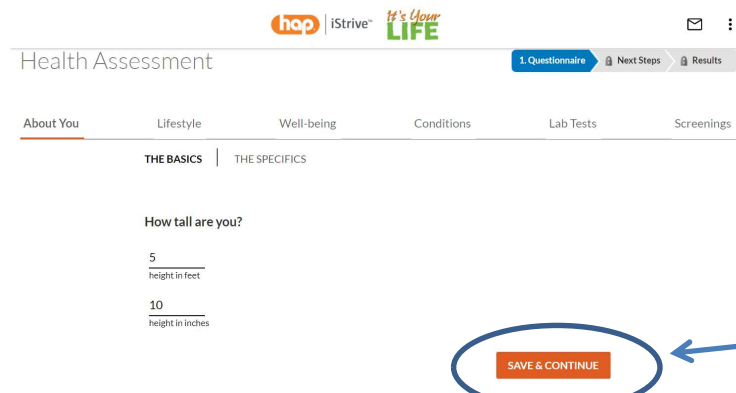 hap iStrive™ It's Your LIFE
Health Assessment
1. Questionnaire Next Steps Results
About You Lifestyle Well-being Conditions Lab Tests Screenings
THE BASICS THE SPECIFICS
How tall are you?
5
height in feet
10
height in inches
SAVE & CONTINUE